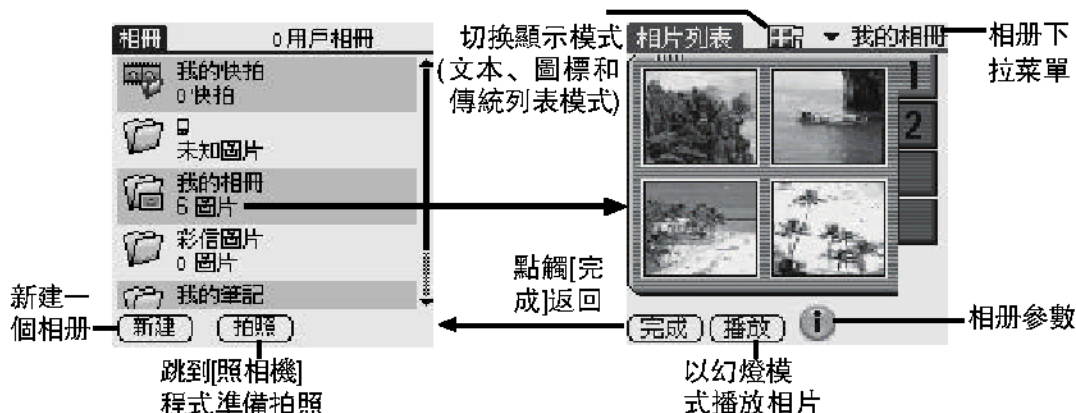 相冊
0用戶相冊
我的快拍
0快拍
未知圖片
我的相冊
6 圖片
彩信圖片
0 圖片
我的筆記
新建
拍照
新建一
個相册
跳到[照相機]
程式準備拍照
切换顯示模式
(文本、圖標和
傳統列表模式)
點觸[完
成]返回
相片列表
我的相冊
1
2
完成
播放
i
相册下
拉菜單
相册參數
以幻燈模
式播放相片